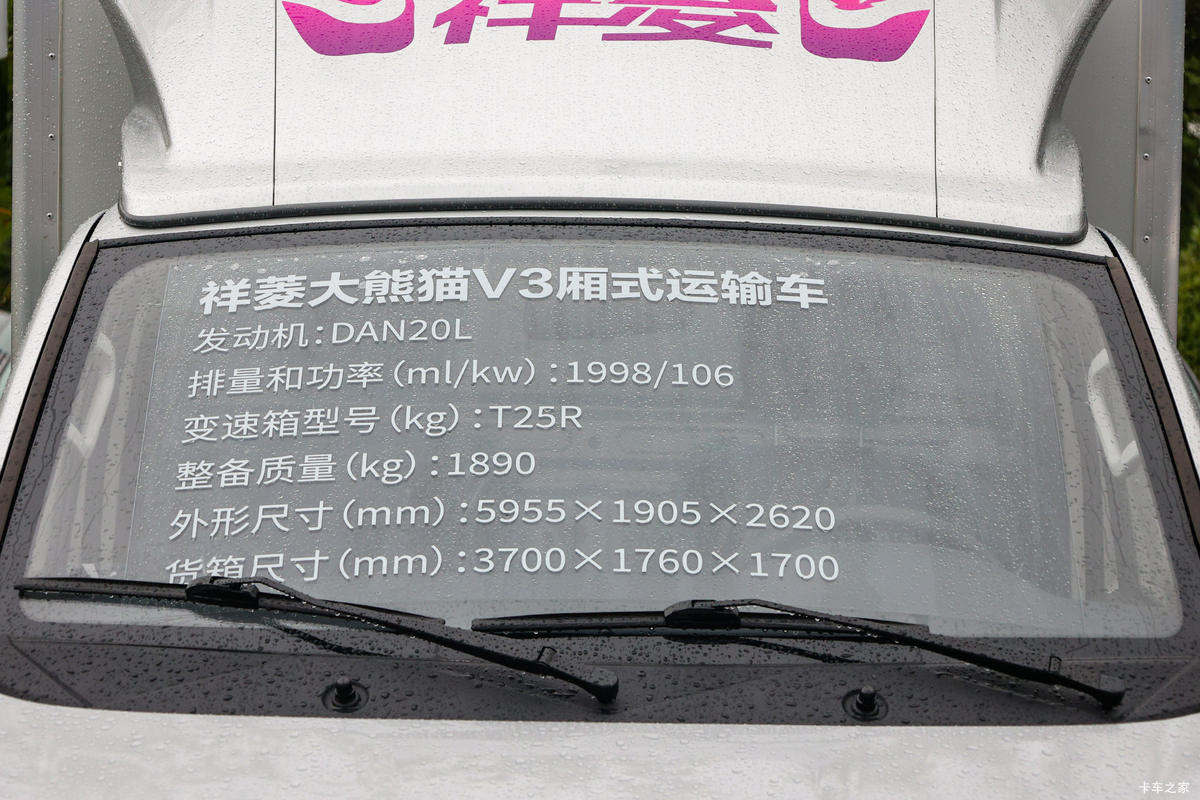 祥菱
祥菱大熊猫V3厢式运输车
发动机：DAN20L
排量和功率（ml/kw）：1998/106
变速箱型号（kg）：T25R
整备质量（kg）：1890
外形尺寸（mm）：5955×1905×2620
货箱尺寸（mm）：3700×1760×1700
卡车之家